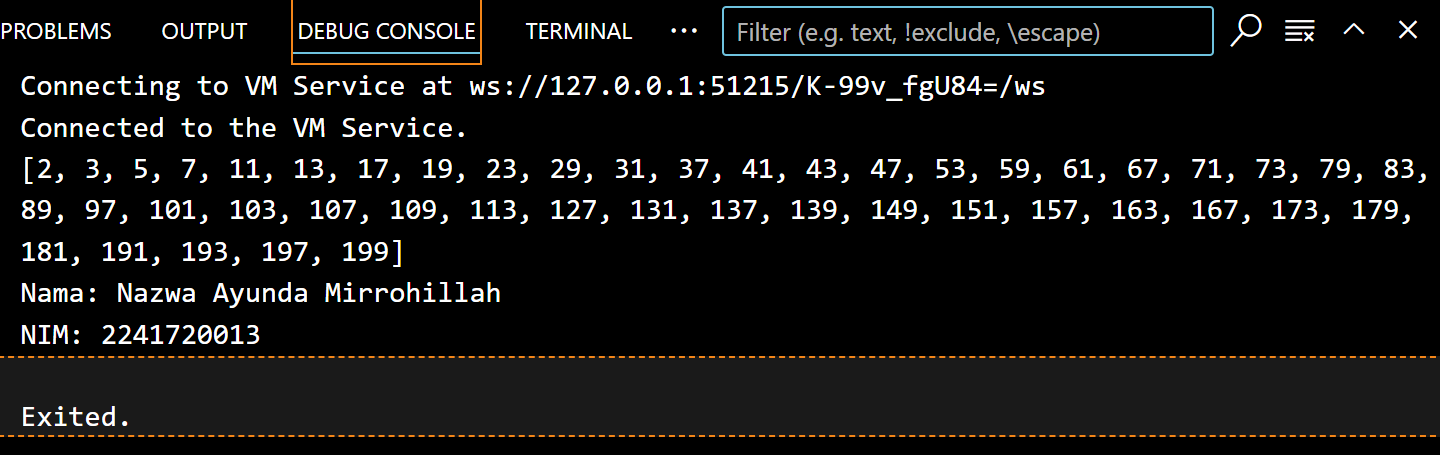 PROBLEMS OUTPUT DEBUG CONSOLE TERMINAL ··· Filter (e.g. text, !exclude, \escape)
Connecting to VM Service at ws://127.0.0.1:51215/K-99v_fgU84=/ws
Connected to the VM Service.
[2, 3, 5, 7, 11, 13, 17, 19, 23, 29, 31, 37, 41, 43, 47, 53, 59, 61, 67, 71, 73, 79, 83,
89, 97, 101, 103, 107, 109, 113, 127, 131, 137, 139, 149, 151, 157, 163, 167, 173, 179,
181, 191, 193, 197, 199]
Nama: Nazwa Ayunda Mirrohillah
NIM: 2241720013
Exited.